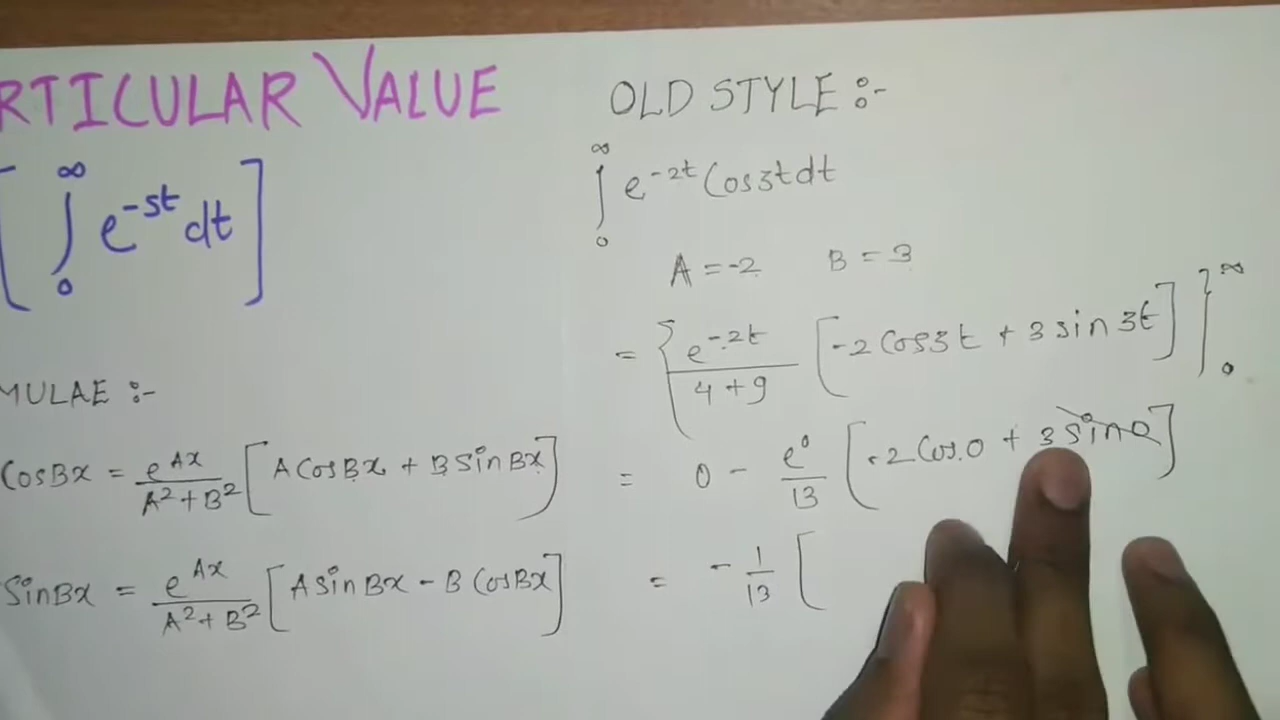 RTICULAR VALUE
[ ∫₀^∞ e^-st dt ]
MULAE :-
CosBx = e^Ax / A²+B² [ A CosBx + B SinBx ]
SinBx = e^Ax / A²+B² [ A SinBx - B CosBx ]
OLD STYLE :-
∫₀^∞ e^-2t Cos3t dt
A = -2 B = 3
= { e^-2t / 4+9 [ -2 Cos3t + 3 sin 3t ] }₀^∞
= 0 - e^0 / 13 [ -2 Cos 0 + 3 sin 0 ]
= - 1/13 [